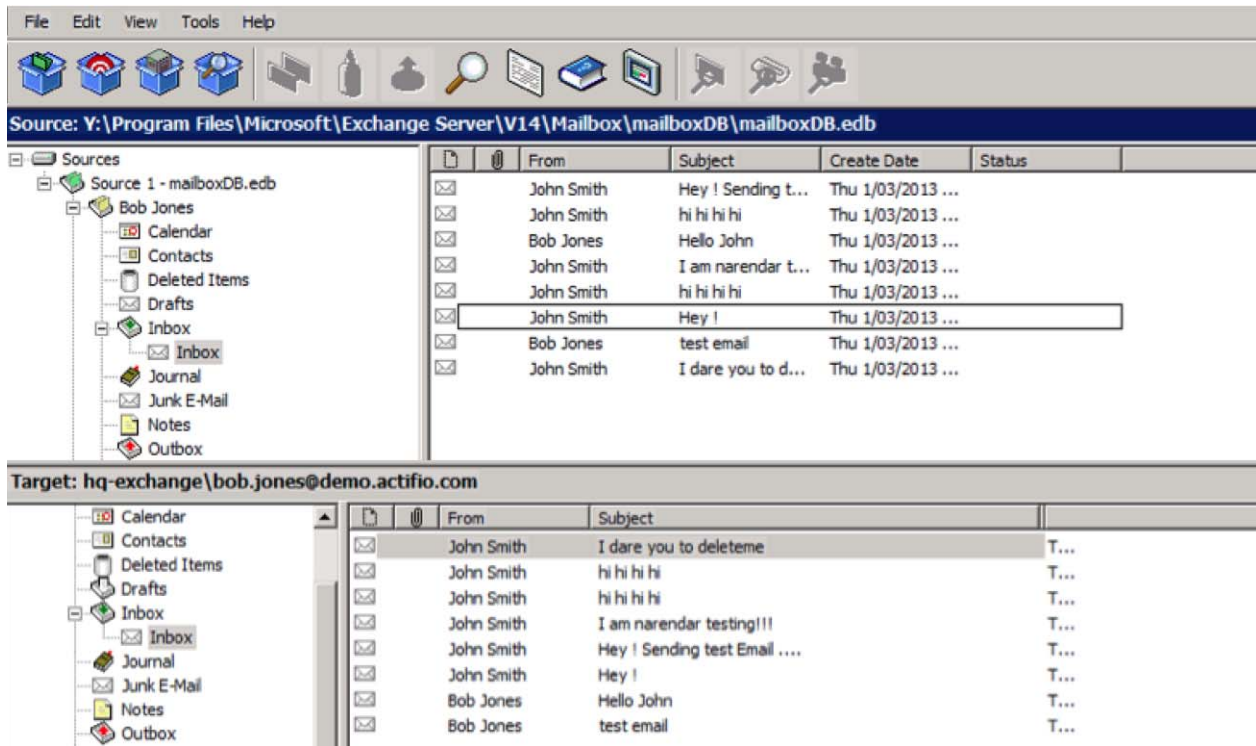 File Edit View Tools Help
Source: Y:\Program Files\Microsoft\Exchange Server\V14\Mailbox\mailboxDB\mailboxDB.edb
Sources
Source 1 - mailboxDB.edb
Bob Jones
Calendar
Contacts
Deleted Items
Drafts
Inbox
Inbox
Journal
Junk E-Mail
Notes
Outbox
From Subject Create Date Status
John Smith Hey ! Sending t... Thu 1/03/2013 ...
John Smith hi hi hi hi Thu 1/03/2013 ...
Bob Jones Hello John Thu 1/03/2013 ...
John Smith I am narendar t... Thu 1/03/2013 ...
John Smith hi hi hi hi Thu 1/03/2013 ...
John Smith Hey ! Thu 1/03/2013 ...
Bob Jones test email Thu 1/03/2013 ...
John Smith I dare you to d... Thu 1/03/2013 ...
Target: hq-exchange\bob.jones@demo.actifio.com
Calendar
Contacts
Deleted Items
Drafts
Inbox
Inbox
Journal
Junk E-Mail
Notes
Outbox
From Subject
John Smith I dare you to deleteme T...
John Smith hi hi hi hi T...
John Smith hi hi hi hi T...
John Smith I am narendar testing!!! T...
John Smith Hey ! Sending test Email .... T...
John Smith Hey ! T...
Bob Jones Hello John T...
Bob Jones test email T...